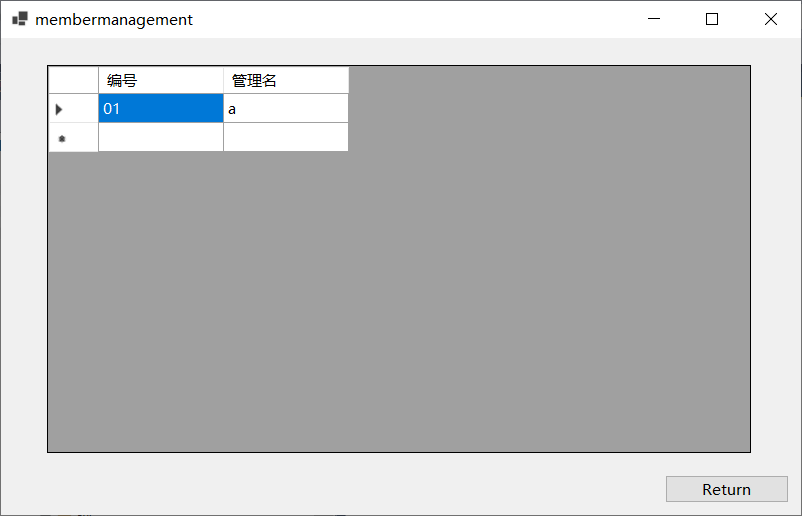 membermanagement
编号 管理名
01 a
Return